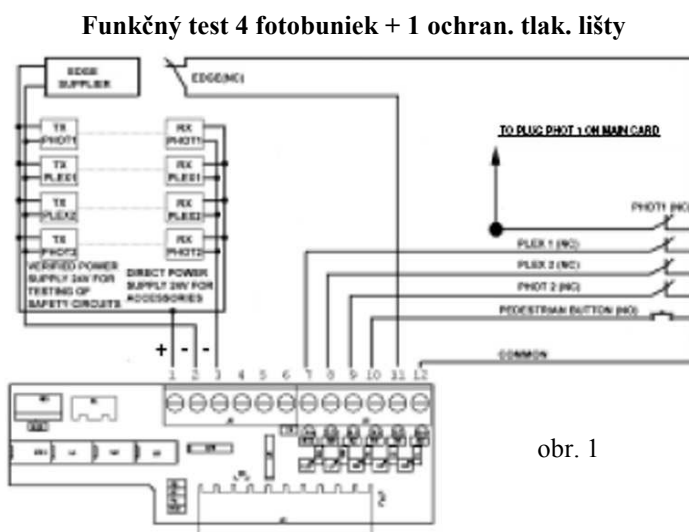 Funkčný test 4 fotobuniek + 1 ochran. tlak. lišty
EDGE
SUPPLIER
EDGE(NC)
TX
PHOT1
RX
PHOT1
TX
PLEX1
RX
PLEX1
TX
PLEX2
RX
PLEX2
TX
PHOT2
RX
PHOT2
VERIFIED POWER
SUPPLY 24V FOR
TESTING OF
SAFETY CIRCUITS
DIRECT POWER
SUPPLY 24V FOR
ACCESSORIES
TO PLUG PHOT 1 ON MAIN CARD
PHOT1 (NC)
PLEX 1 (NC)
PLEX 2 (NC)
PHOT 2 (NC)
PEDESTRIAN BUTTON (NO)
COMMON
+ - -
1 2 3 4 5 6 7 8 9 10 11 12
obr. 1